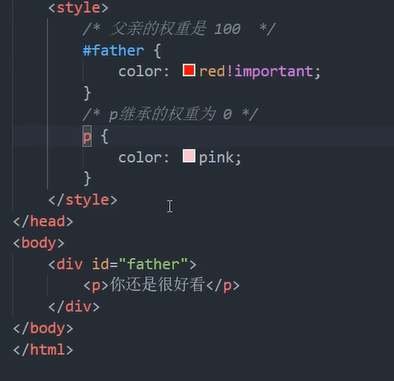 <style>
/* 父亲的权重是 100  */
#father {
color: red!important;
}
/* p继承的权重为 0 */
p {
color: pink;
}
</style>
</head>
<body>
<div id="father">
<p>你还是很好看</p>
</div>
</body>
</html>